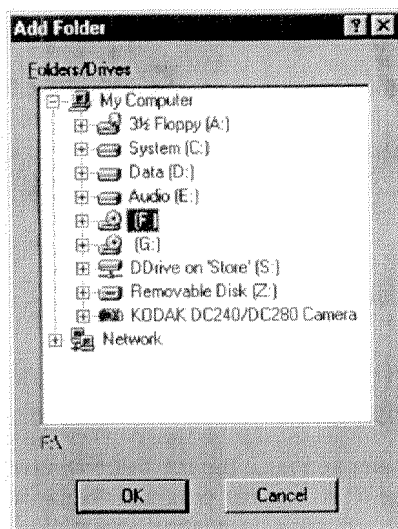 Add Folder
Folders/Drives
My Computer
3½ Floppy (A:)
System (C:)
Data (D:)
Audio (E:)
(F:)
(G:)
DDrive on 'Store' (S:)
Removable Disk (Z:)
KODAK DC240/DC280 Camera
Network
F:\
OK
Cancel